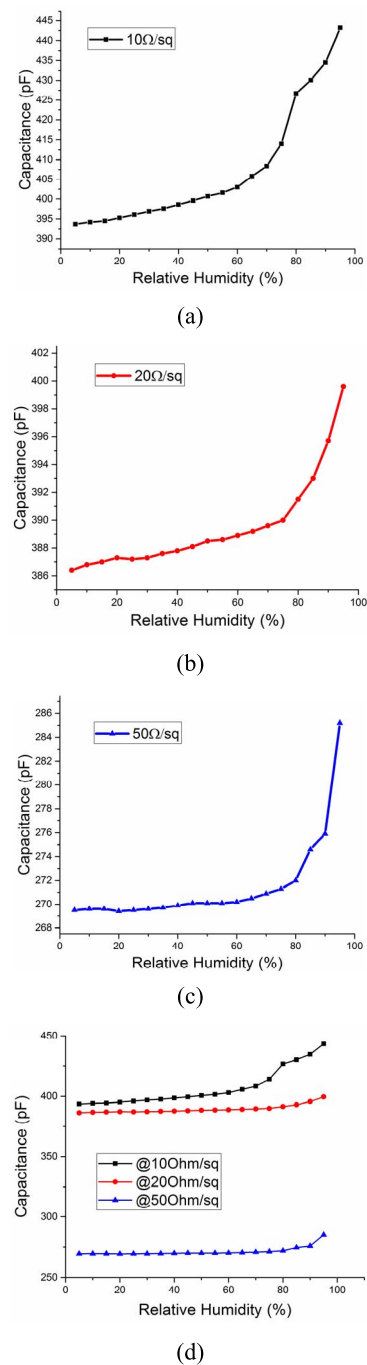 445
440
435
430
425
420
415
410
405
400
395
390
Capacitance (pF)
10Ω/sq
0 20 40 60 80 100
Relative Humidity (%)
(a)
402
400
398
396
394
392
390
388
386
Capacitance (pF)
20Ω/sq
0 20 40 60 80 100
Relative Humidity (%)
(b)
286
284
282
280
278
276
274
272
270
268
Capacitance (pF)
50Ω/sq
0 20 40 60 80 100
Relative Humidity (%)
(c)
450
400
350
300
250
Capacitance (pF)
@10Ohm/sq
@20Ohm/sq
@50Ohm/sq
0 20 40 60 80 100
Relative Humidity (%)
(d)